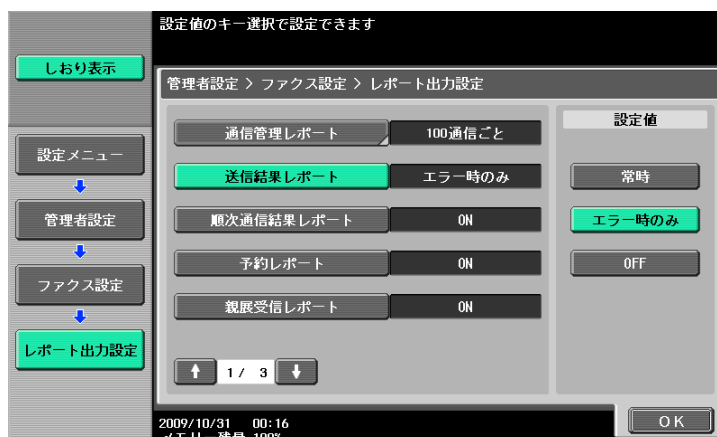 設定値のキー選択で設定できます
しおり表示
管理者設定 > ファクス設定 > レポート出力設定
設定メニュー
管理者設定
ファクス設定
レポート出力設定
通信管理レポート 100通信ごと
送信結果レポート エラー時のみ
順次通信結果レポート ON
予約レポート ON
親展受信レポート ON
1/ 3
設定値
常時
エラー時のみ
OFF
2009/10/31 00:16
メモリー残量 100%
OK